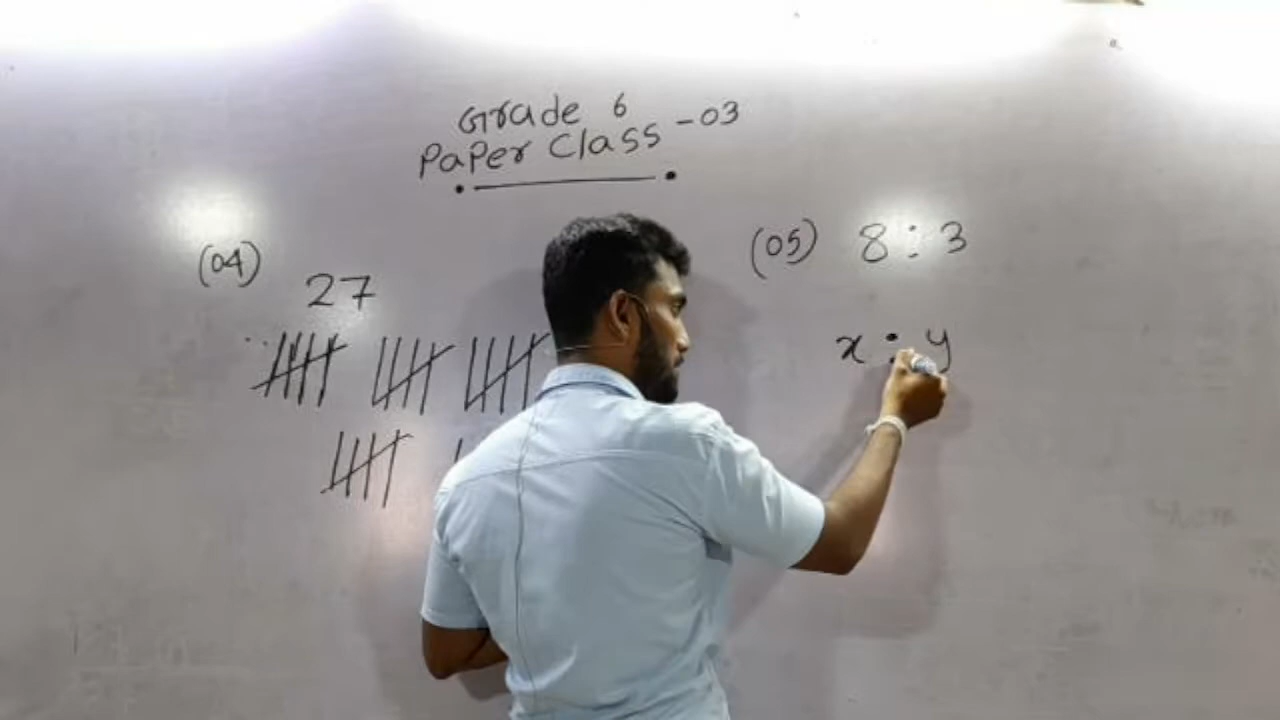 Grade 6
Paper Class - 03
(04)
27
(05) 8 : 3
x : y